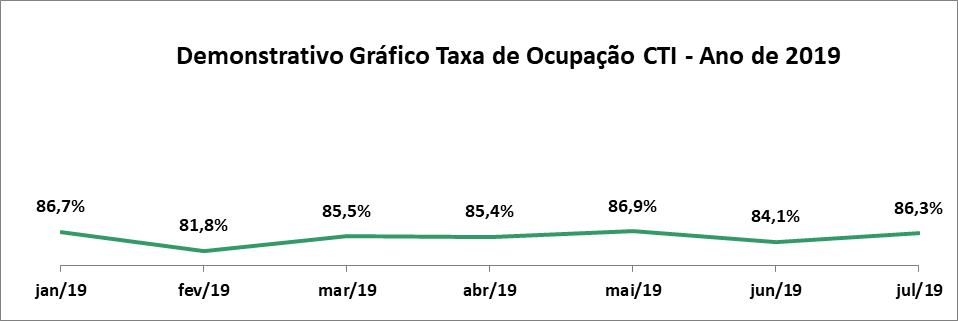 Demonstrativo Gráfico Taxa de Ocupação CTI - Ano de 2019
86,7% 81,8% 85,5% 85,4% 86,9% 84,1% 86,3%
jan/19 fev/19 mar/19 abr/19 mai/19 jun/19 jul/19